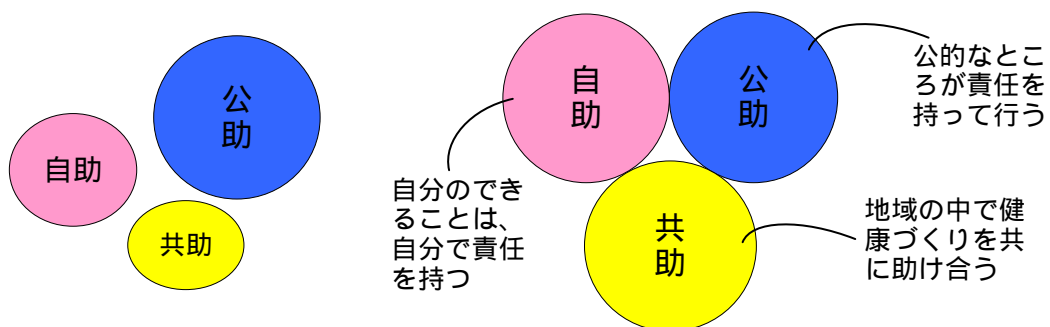 公
助
自助
共助
自
助
公
助
共
助
公的なとこ
ろが責任を
持って行う
自分のでき
ることは、
自分で責任
を持つ
地域の中で健
康づくりを共
に助け合う